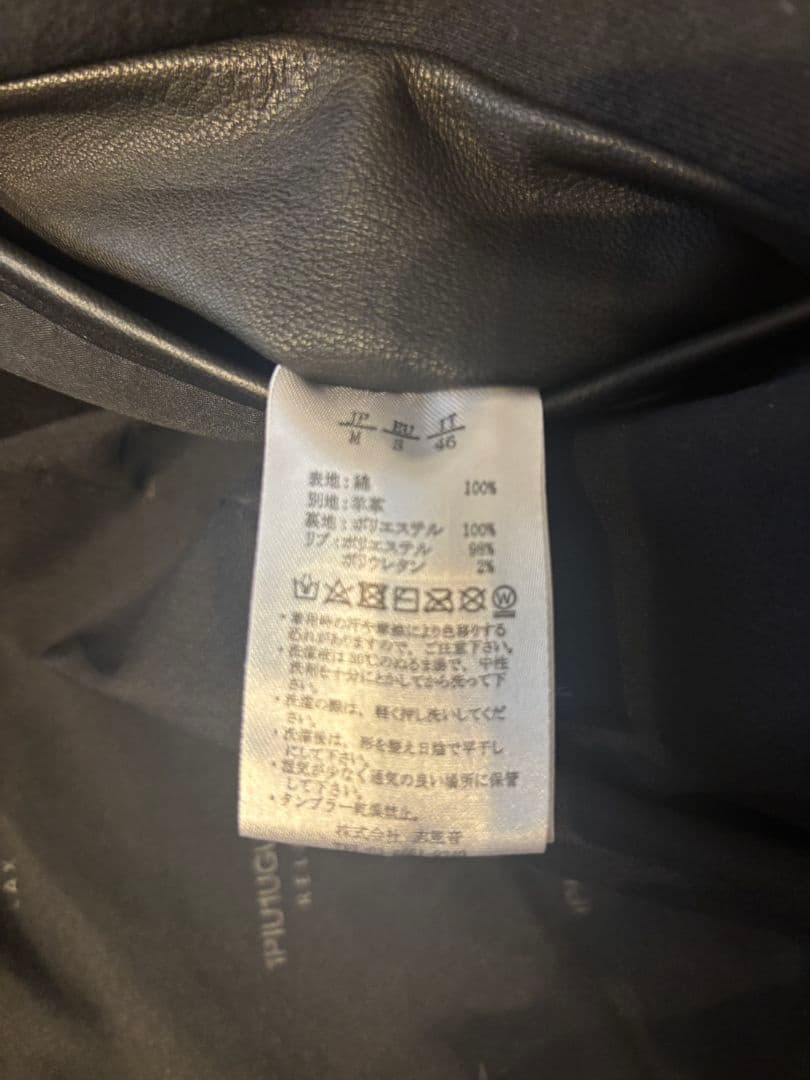 JP EU IT
M S 46
表地:綿 100%
別地:羊革
裏地:ポリエステル 100%
リブ:ポリエステル 98%
ポリウレタン 2%
W
・着用時の汗や摩擦により色移りする
恐れがありますので、ご注意下さい。
・洗濯液は30℃のぬるま湯で、中性
洗剤を十分にとかしてから洗って下
さい。
・洗濯の際は、軽く押し洗いしてくだ
さい。
・洗濯後は、形を整え日陰で平干し
にして下さい。
・湿気が少なく通気の良い場所に保管
して下さい。
・タンブラー乾燥禁止。
株式会社
1PIU1UGU